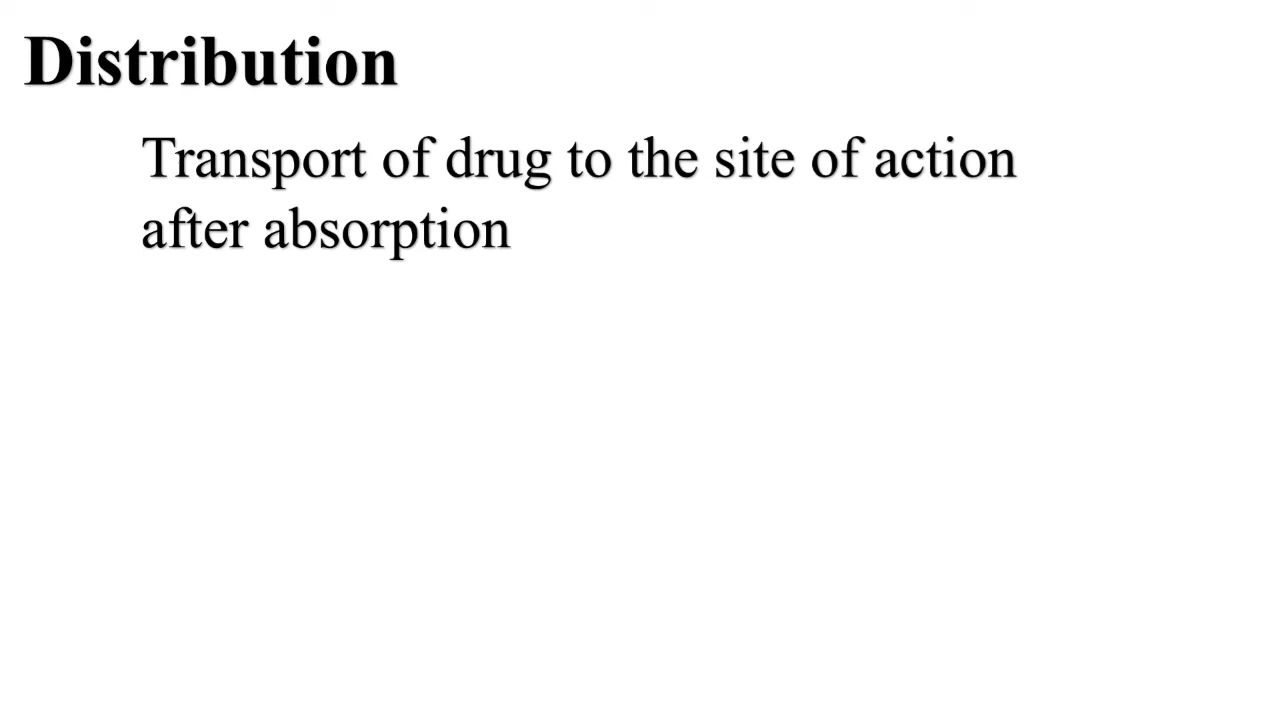 Distribution
Transport of drug to the site of action
after absorption